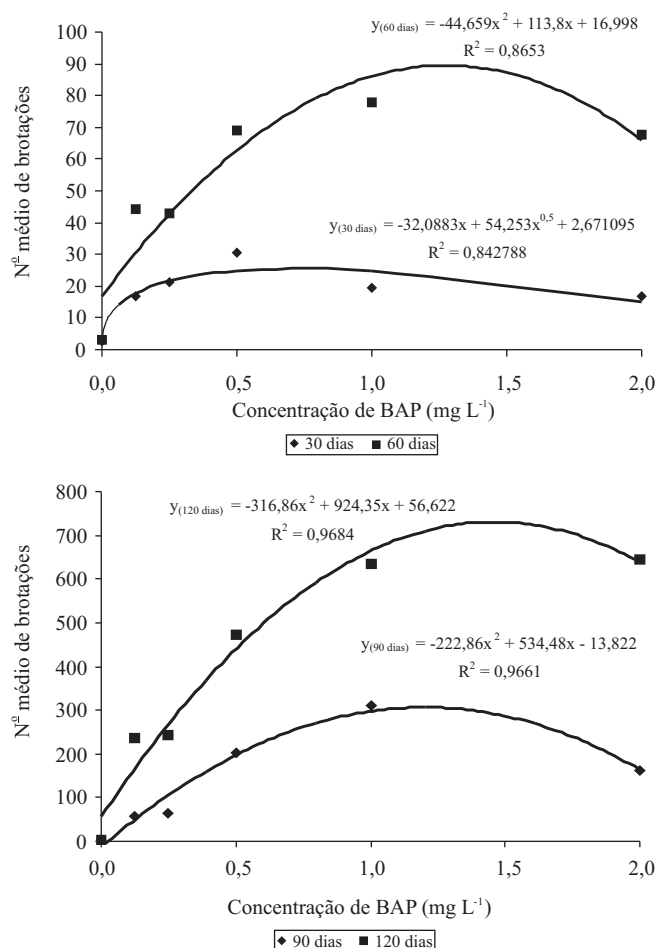 y(60 dias) = -44,659x² + 113,8x + 16,998
R² = 0,8653
100
90
80
70
60
50
40
30
20
10
0
Nº médio de brotações
y(30 dias) = -32,0883x + 54,253x^0,5 + 2,671095
R² = 0,842788
0,0 0,5 1,0 1,5 2,0
Concentração de BAP (mg L⁻¹)
30 dias 60 dias
800
700
600
500
400
300
200
100
0
Nº médio de brotações
y(120 dias) = -316,86x² + 924,35x + 56,622
R² = 0,9684
y(90 dias) = -222,86x² + 534,48x - 13,822
R² = 0,9661
0,0 0,5 1,0 1,5 2,0
Concentração de BAP (mg L⁻¹)
90 dias 120 dias